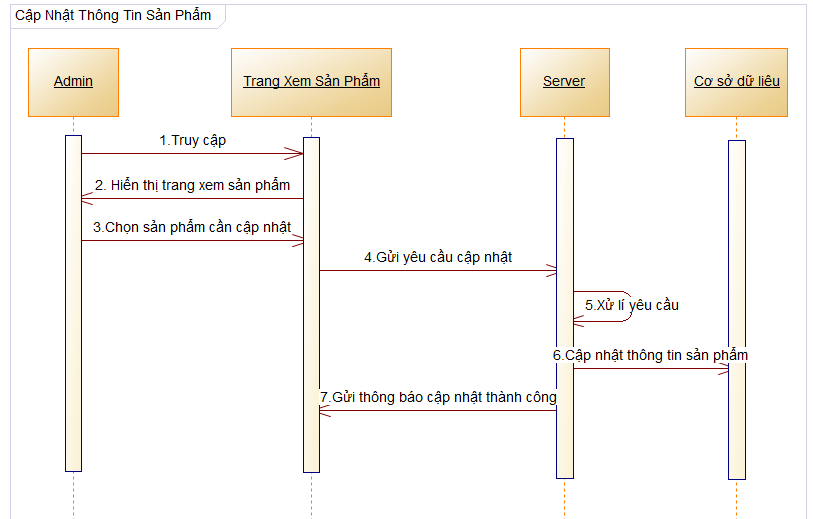 Cập Nhật Thông Tin Sản Phẩm
Admin
Trang Xem Sản Phẩm
Server
Cơ sở dữ liêu
1.Truy cập
2. Hiển thị trang xem sản phẩm
3.Chọn sản phẩm cần cập nhật
4.Gửi yêu cầu cập nhật
5.Xử lí yêu cầu
6.Cập nhật thông tin sản phẩm
7.Gửi thông báo cập nhật thành công